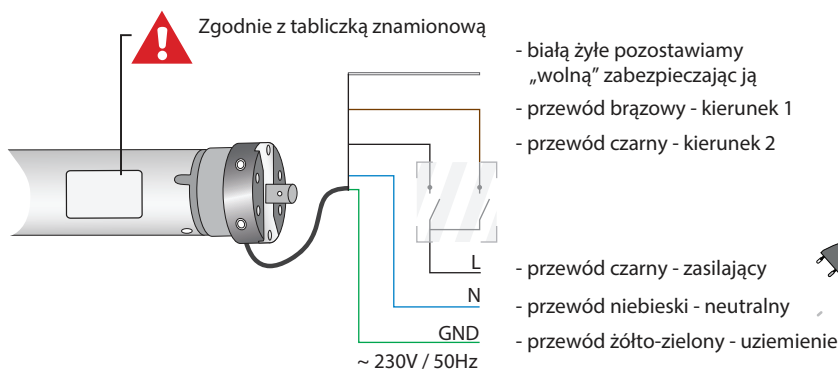 Zgodnie z tabliczką znamionową
- białą żyłe pozostawiamy
„wolną” zabezpieczając ją
- przewód brązowy - kierunek 1
- przewód czarny - kierunek 2
L
- przewód czarny - zasilający
N
- przewód niebieski - neutralny
GND
- przewód żółto-zielony - uziemienie
~ 230V / 50Hz